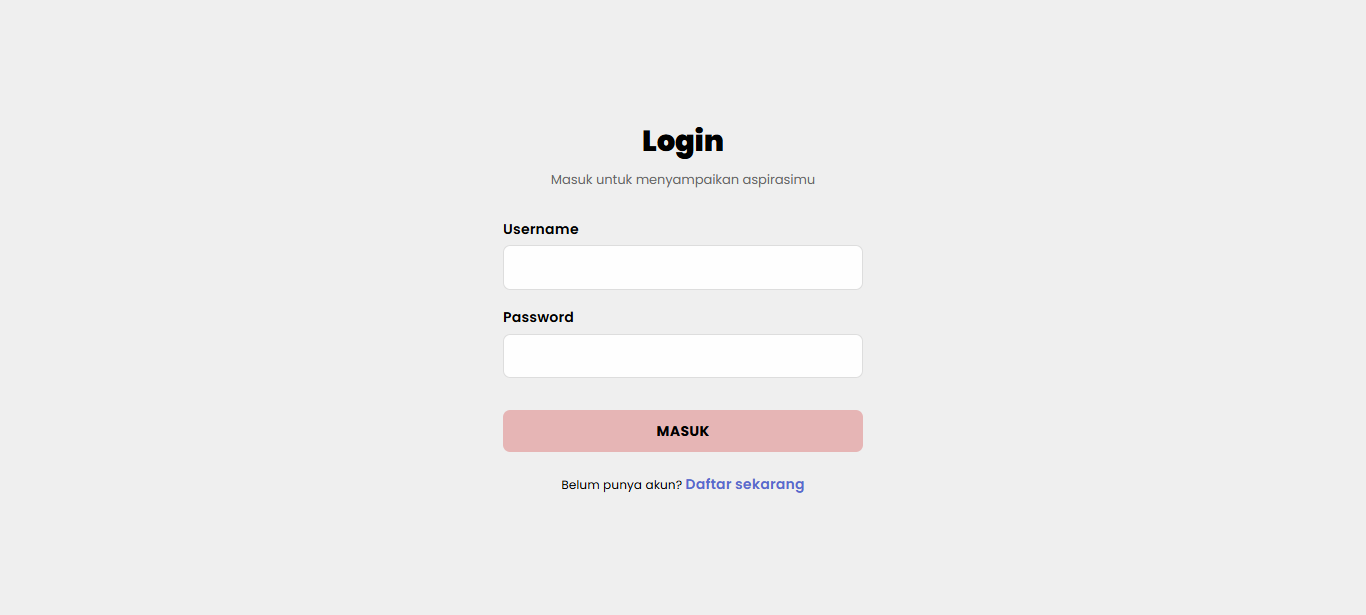 Login
Masuk untuk menyampaikan aspirasimu
Username
Password
MASUK
Belum punya akun? Daftar sekarang